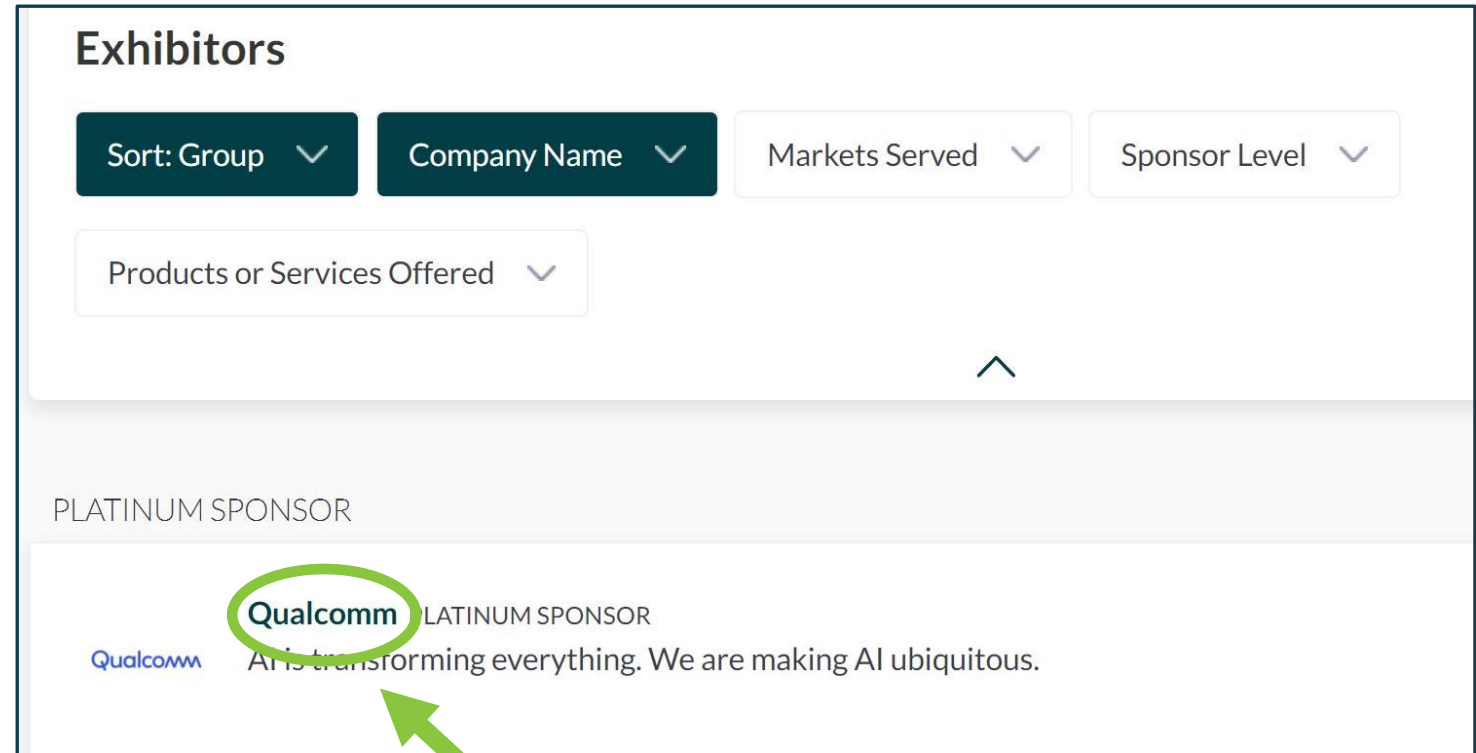 Exhibitors
Sort: Group
Company Name
Markets Served
Sponsor Level
Products or Services Offered
PLATINUM SPONSOR
Qualcomm PLATINUM SPONSOR
Qualcomm
AI is transforming everything. We are making AI ubiquitous.